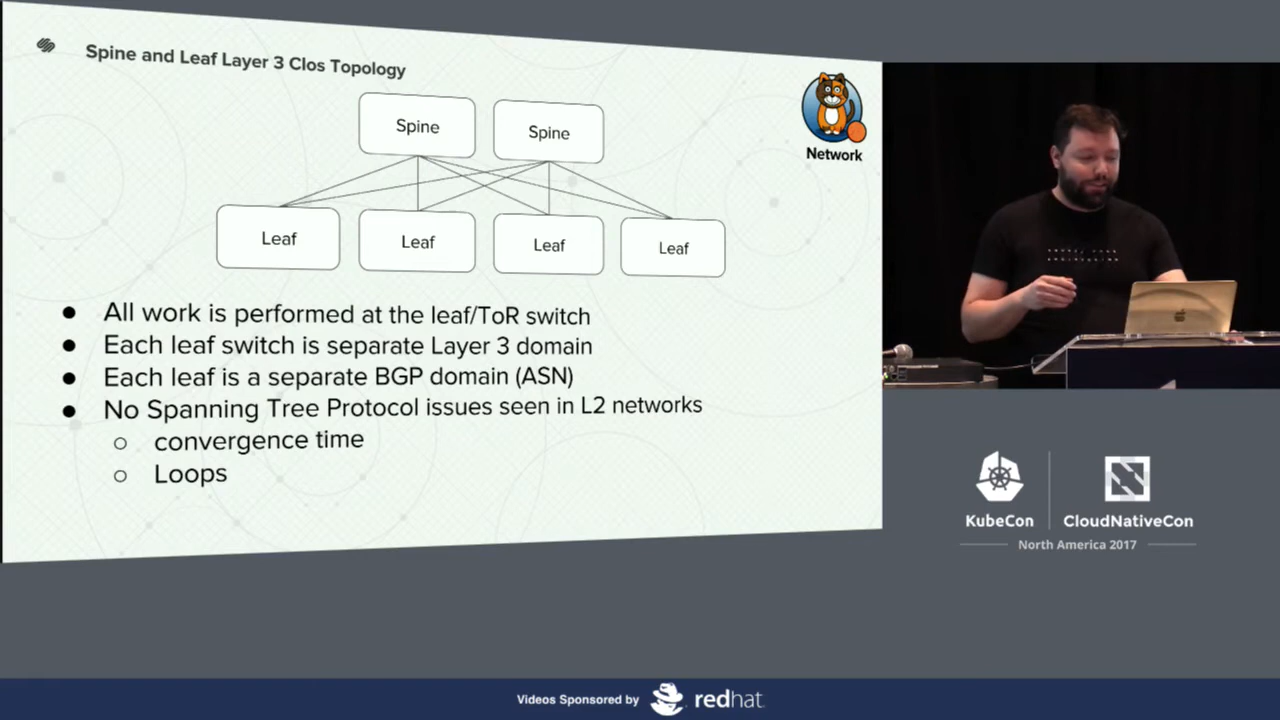 Spine and Leaf Layer 3 Clos Topology
Spine
Spine
Network
Leaf
Leaf
Leaf
Leaf
● All work is performed at the leaf/ToR switch
● Each leaf switch is separate Layer 3 domain
● Each leaf is a separate BGP domain (ASN)
● No Spanning Tree Protocol issues seen in L2 networks
○ convergence time
○ Loops
KubeCon
CloudNativeCon
North America 2017
Videos Sponsored by
redhat